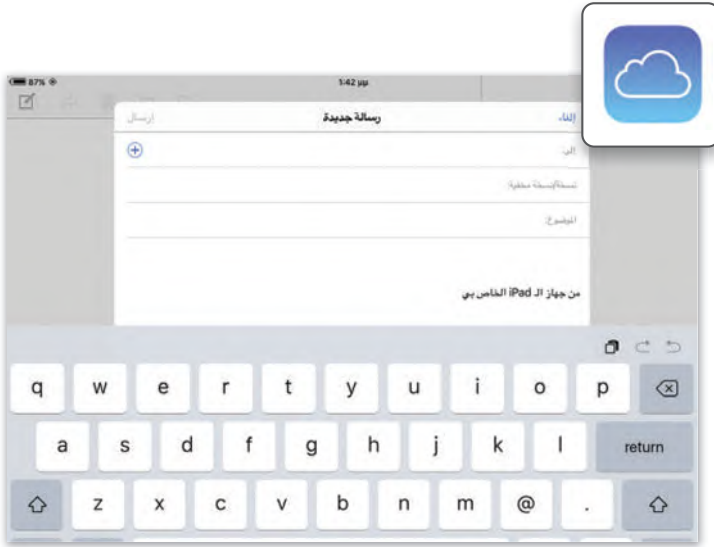 87%
5:42 μμ
إلغاء رسالة جديدة إرسال
إلى:
نسخة/نسخة مخفية:
الموضوع:
من جهاز الـ iPad الخاص بي
q w e r t y u i o p
a s d f g h j k l return
z x c v b n m @ .